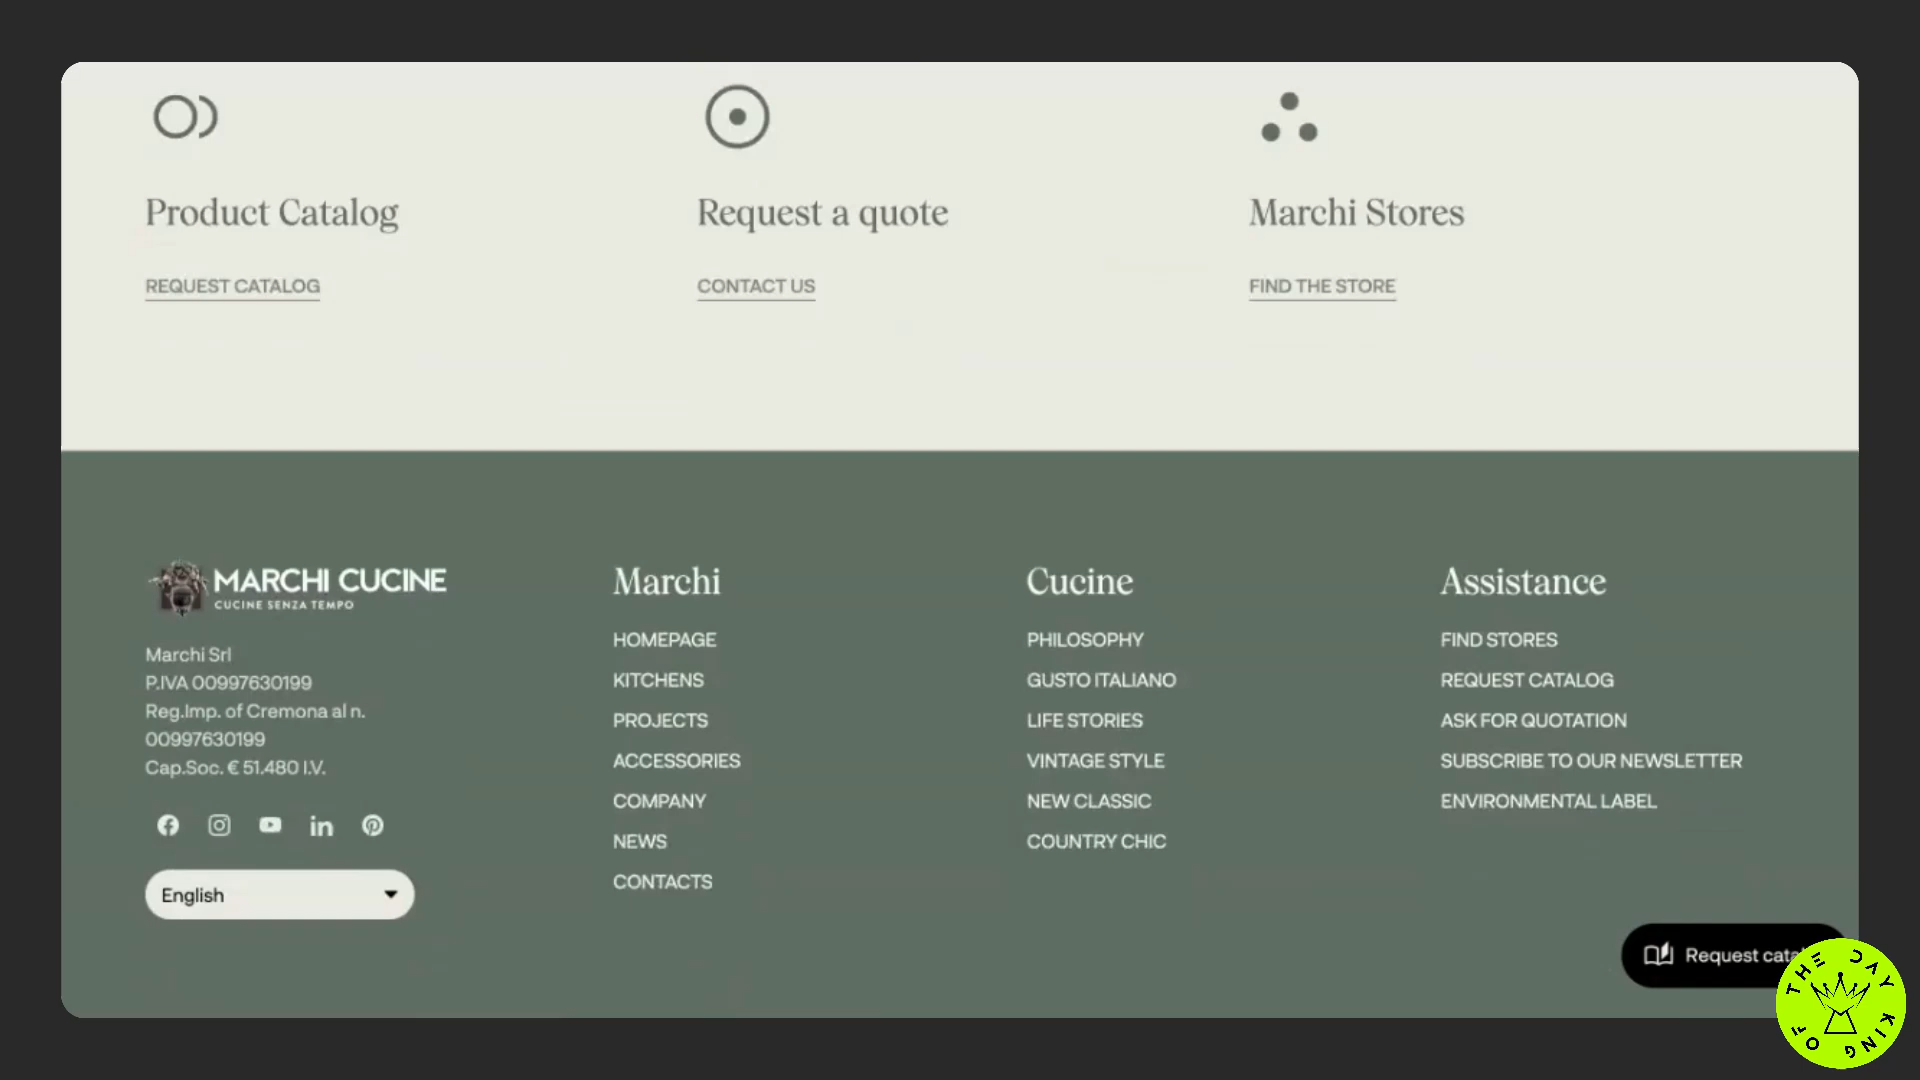 Product Catalog
REQUEST CATALOG
Request a quote
CONTACT US
Marchi Stores
FIND THE STORE
MARCHI CUCINE
CUCINE SENZA TEMPO
Marchi Srl
P.IVA 00997630199
Reg.Imp. of Cremona al n.
00997630199
Cap.Soc. € 51.480 I.V.
English
Marchi
HOMEPAGE
KITCHENS
PROJECTS
ACCESSORIES
COMPANY
NEWS
CONTACTS
Cucine
PHILOSOPHY
GUSTO ITALIANO
LIFE STORIES
VINTAGE STYLE
NEW CLASSIC
COUNTRY CHIC
Assistance
FIND STORES
REQUEST CATALOG
ASK FOR QUOTATION
SUBSCRIBE TO OUR NEWSLETTER
ENVIRONMENTAL LABEL
Request cata
KING OF THE DAY